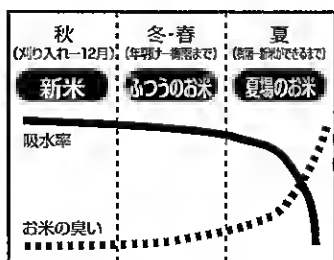 秋
(刈り入れ―12月)
新米
冬・春
(年明け―梅雨まで)
ふつうのお米
夏
(梅雨―新米ができるまで)
夏場のお米
吸水率
お米の臭い